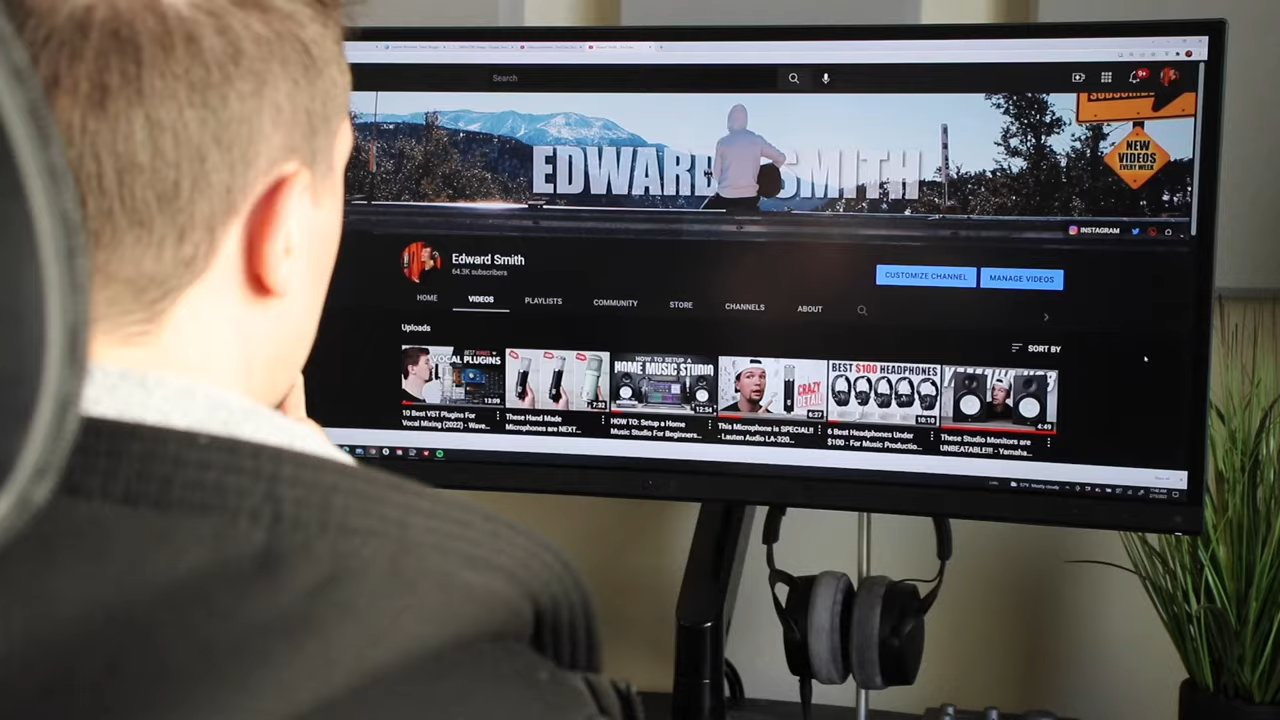 Search
9+
SUBSCRIBE
EDWARD SMITH
NEW
VIDEOS
EVERY WEEK
INSTAGRAM
Edward Smith
64.3K subscribers
CUSTOMIZE CHANNEL
MANAGE VIDEOS
HOME
VIDEOS
PLAYLISTS
COMMUNITY
STORE
CHANNELS
ABOUT
Uploads
SORT BY
VOCAL PLUGINS
13:09
10 Best VST Plugins For
Vocal Mixing (2022) - Wave...
7:32
These Hand Made
Microphones are NEXT...
HOW TO SETUP A
HOME MUSIC STUDIO
12:54
HOW TO: Setup a Home
Music Studio For Beginners...
CRAZY
DETAIL
6:27
This Microphone is SPECIAL!!
- Lauten Audio LA-320...
BEST $100 HEADPHONES
10:10
6 Best Headphones Under
$100 - For Music Productio...
4:49
These Studio Monitors are
UNBEATABLE!!! - Yamaha...